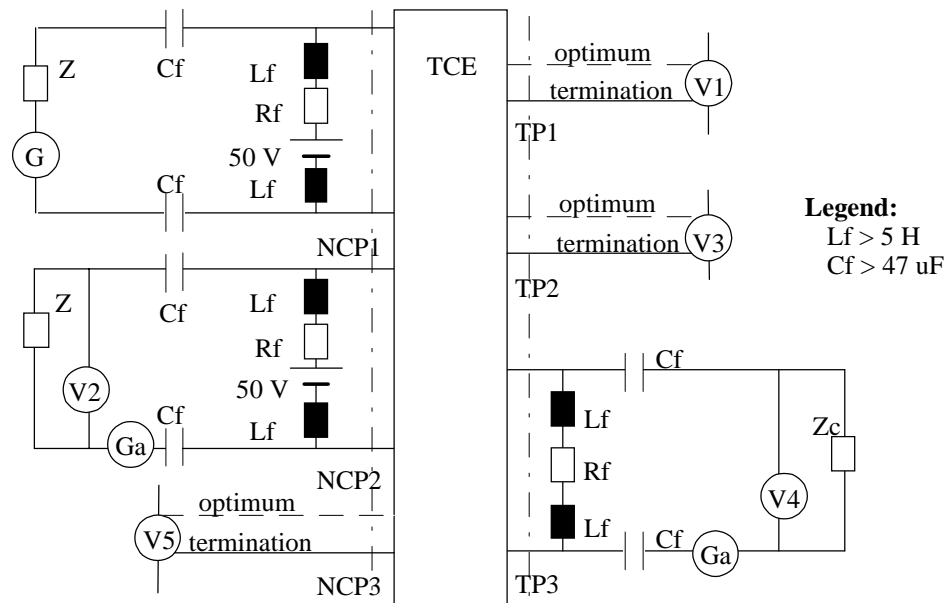 Z
Cf
Lf
Rf
50 V
Lf
G
Cf
NCP1
TCE
optimum
termination
V1
TP1
optimum
termination
V3
TP2
Legend:
Lf > 5 H
Cf > 47 uF
Z
Cf
Lf
Rf
50 V
Lf
V2
Cf
Ga
NCP2
optimum
termination
V5
NCP3
Cf
Lf
Rf
Lf
Zc
V4
Cf
Ga
TP3